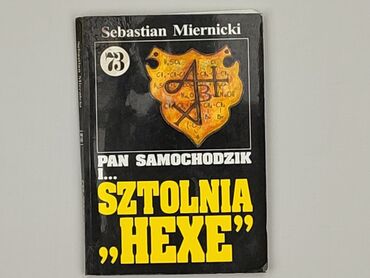 Sebastian Miernicki
73
PAN SAMOCHODZIK
I...
SZTOLNIA
„HEXE”